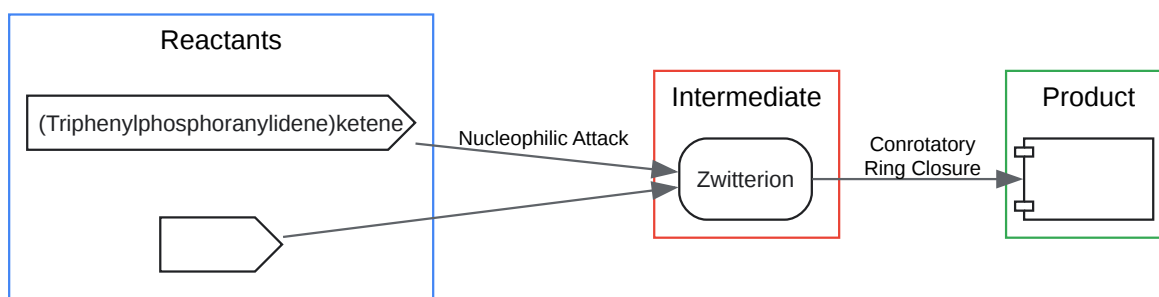 Reactants
(Triphenylphosphoranylidene)ketene
Nucleophilic Attack
Intermediate
Zwitterion
Conrotatory
Ring Closure
Product